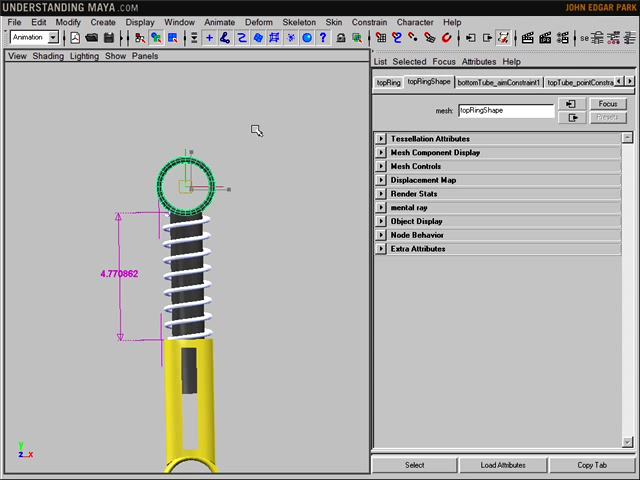 UNDERSTANDING MAYA.COM
JOHN EDGAR PARK
File Edit Modify Create Display Window Animate Deform Skeleton Skin Constrain Character Help
Animation
se
View Shading Lighting Show Panels
List Selected Focus Attributes Help
topRing topRingShape bottomTube_aimConstraint1 topTube_pointConstra
mesh: topRingShape
Focus
Presets
Tessellation Attributes
Mesh Component Display
Mesh Controls
Displacement Map
Render Stats
mental ray
Object Display
Node Behavior
Extra Attributes
4.770862
y
z x
Select Load Attributes Copy Tab